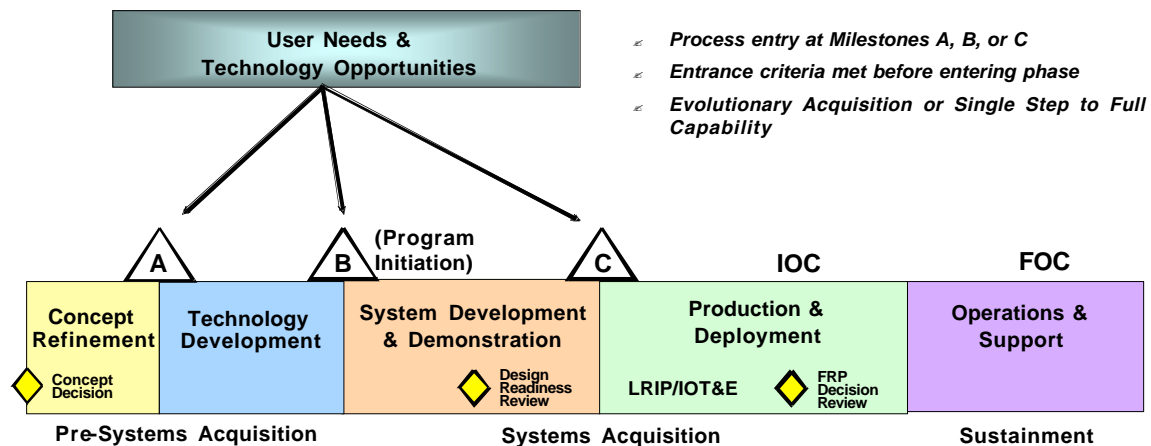 User Needs &
Technology Opportunities
Process entry at Milestones A, B, or C
Entrance criteria met before entering phase
Evolutionary Acquisition or Single Step to Full
Capability
A
B
(Program
Initiation)
C
IOC
FOC
Concept
Refinement
Technology
Development
System Development
& Demonstration
Production &
Deployment
Operations &
Support
Concept
Decision
Design
Readiness
Review
LRIP/IOT&E
FRP
Decision
Review
Pre-Systems Acquisition
Systems Acquisition
Sustainment